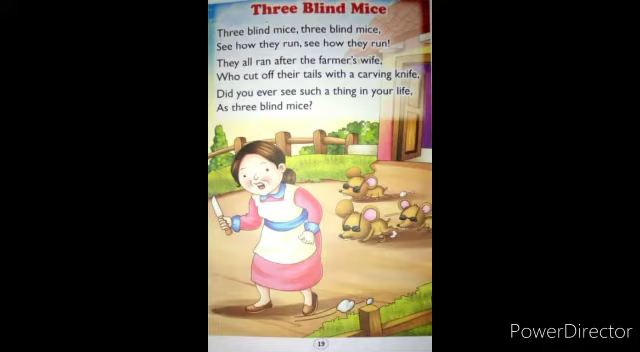 Three Blind Mice
Three blind mice, three blind mice,
See how they run, see how they run!
They all ran after the farmer's wife,
Who cut off their tails with a carving knife,
Did you ever see such a thing in your life,
As three blind mice?
19
PowerDirector